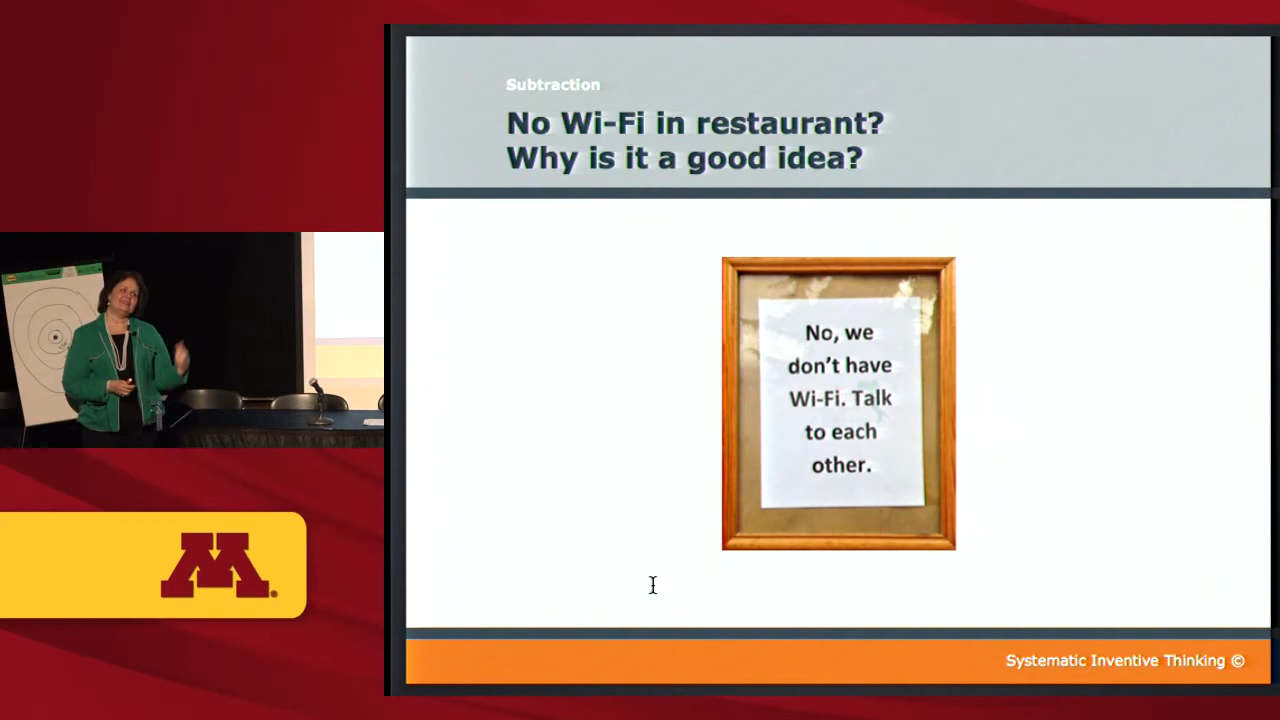 Subtraction
No Wi-Fi in restaurant?
Why is it a good idea?
No, we
don't have
Wi-Fi. Talk
to each
other.
M
Systematic Inventive Thinking ©